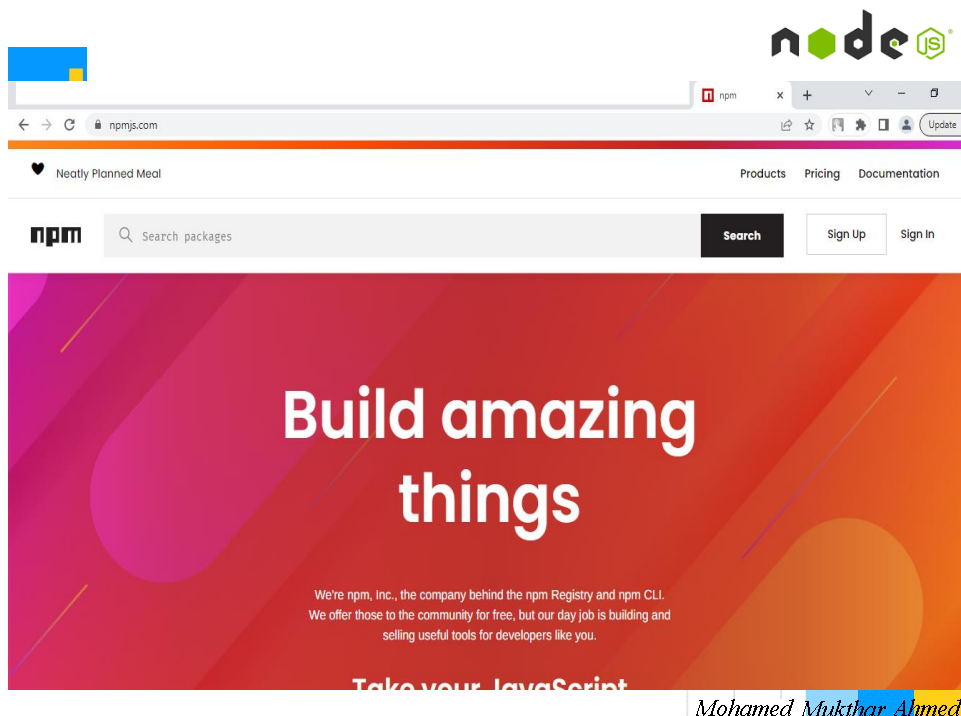 node JS
npm
npmjs.com
Update
Neatly Planned Meal
Products Pricing Documentation
npm
Search packages
Search
Sign Up
Sign In
Build amazing
things
We're npm, Inc., the company behind the npm Registry and npm CLI.
We offer those to the community for free, but our day job is building and
selling useful tools for developers like you.
Take your JavaScript
Mohamed Mukthar Ahmed